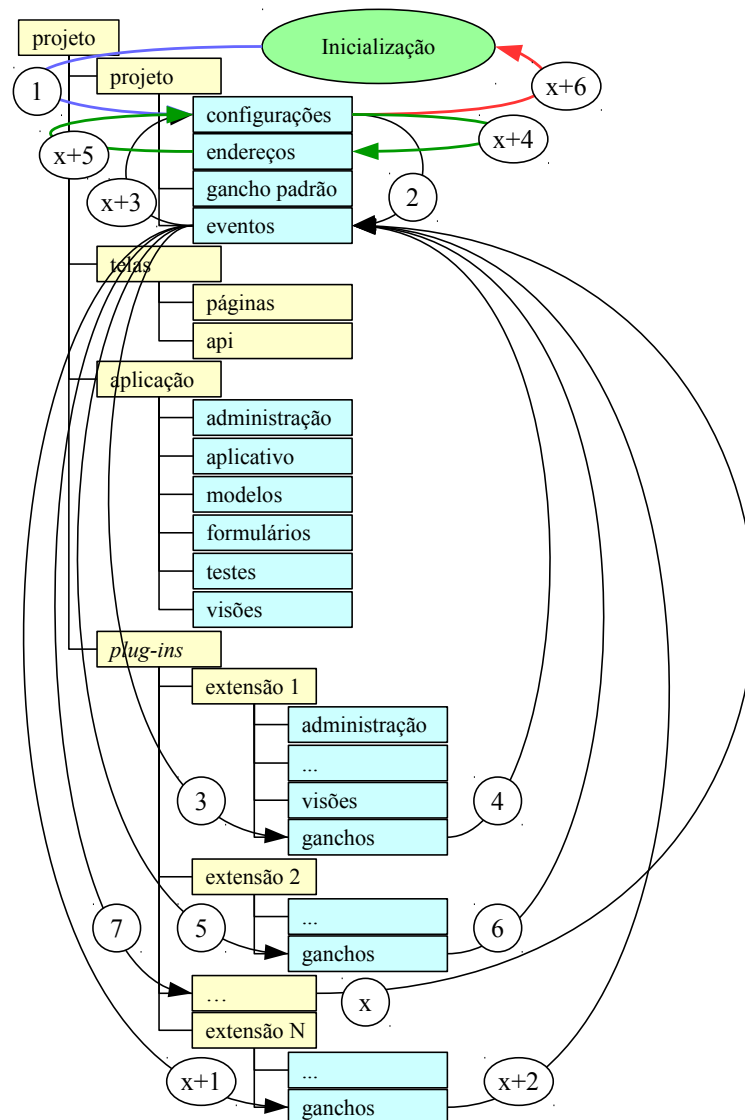 projeto
Inicialização
projeto
1
x+6
configurações
x+4
x+5
endereços
gancho padrão
x+3
2
eventos
telas
páginas
api
aplicação
administração
aplicativo
modelos
formulários
testes
visões
plug-ins
extensão 1
administração
...
visões
3
4
ganchos
extensão 2
...
7
5
6
ganchos
…
x
extensão N
...
x+1
x+2
ganchos